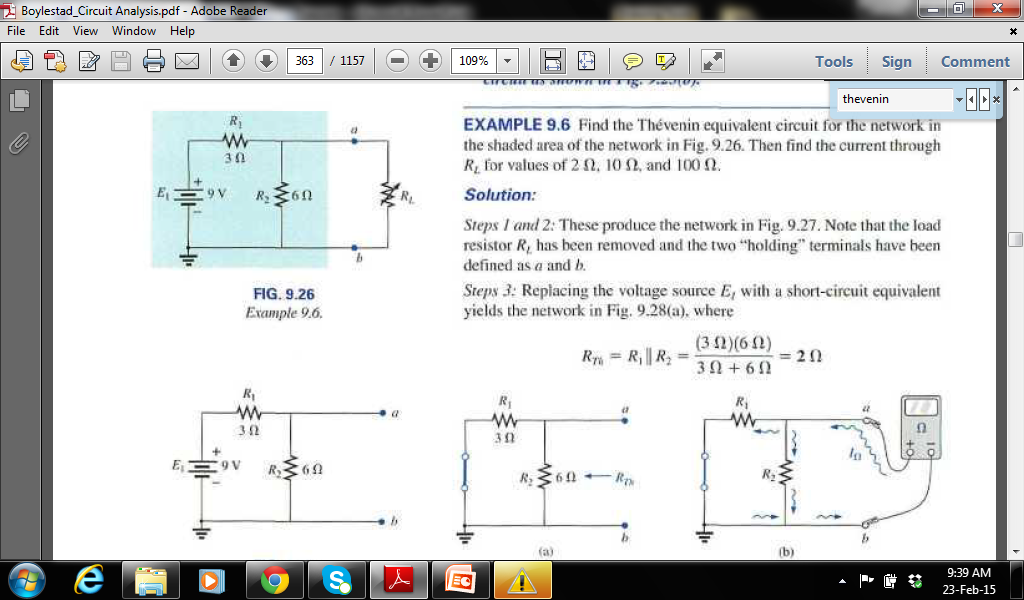 Boylestad_Circuit Analysis.pdf - Adobe Reader
File Edit View Window Help
363 / 1157 109% Tools Sign Comment
thevenin
EXAMPLE 9.6 Find the Thévenin equivalent circuit for the network in
the shaded area of the network in Fig. 9.26. Then find the current through
RL for values of 2 Ω, 10 Ω, and 100 Ω.
Solution:
Steps 1 and 2: These produce the network in Fig. 9.27. Note that the load
resistor RL has been removed and the two “holding” terminals have been
defined as a and b.
Steps 3: Replacing the voltage source E1 with a short-circuit equivalent
yields the network in Fig. 9.28(a), where
RTh = R1 || R2 = (3 Ω)(6 Ω) / 3 Ω + 6 Ω = 2 Ω
R1
3 Ω
a
E1 + 9 V – R2 6 Ω RL
b
FIG. 9.26
Example 9.6.
R1
3 Ω
a
E1 + 9 V – R2 6 Ω
b
R1
3 Ω
a
R2 6 Ω RTh
b
(a)
R1
a
Ω
+ –
IΩ
R2
b
(b)
9:39 AM
23-Feb-15